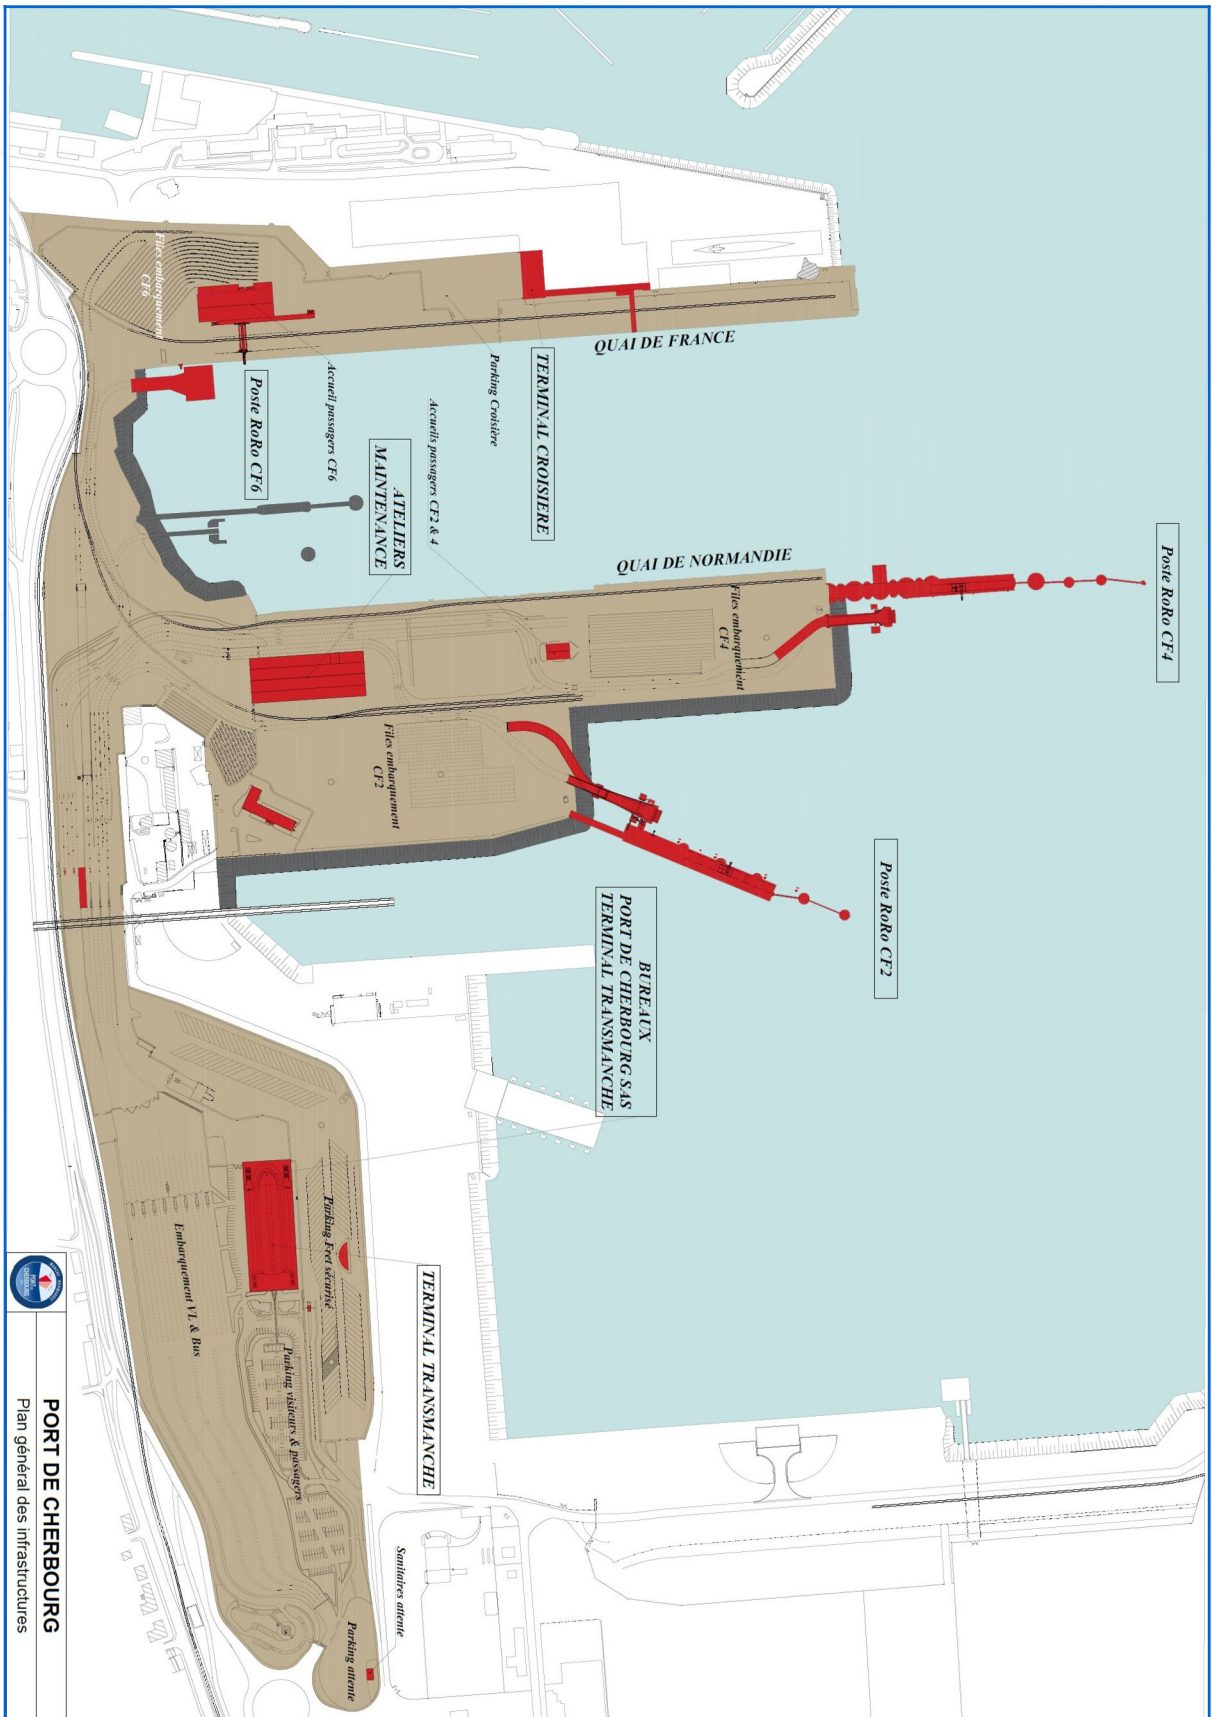 Poste RoRo CF4
Poste RoRo CF2
QUAI DE FRANCE
QUAI DE NORMANDIE
TERMINAL CROISIERE
Parking Croisière
Accueils passagers CF2 & 4
ATELIERS
MAINTENANCE
Accueil passagers CF6
Poste RoRo CF6
Files embarquement
CF6
Files embarquement
CF4
Files embarquement
CF2
BUREAUX
PORT DE CHERBOURG SAS
TERMINAL TRANSMANCHE
TERMINAL TRANSMANCHE
Parking Fret sécurisé
Parking visiteurs & passagers
Embarquement VL & Bus
Sanitaires attente
Parking attente
PORT DE CHERBOURG
PORT DE CHERBOURG
Plan général des infrastructures